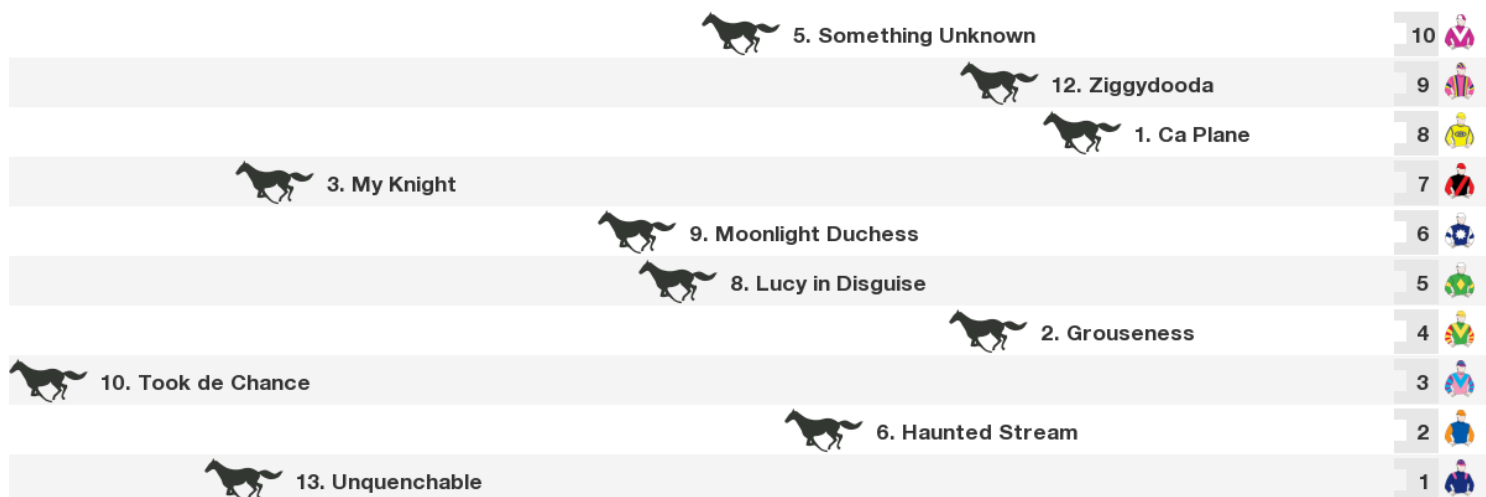 5. Something Unknown 10
12. Ziggydooda 9
1. Ca Plane 8
3. My Knight 7
9. Moonlight Duchess 6
8. Lucy in Disguise 5
2. Grouseness 4
10. Took de Chance 3
6. Haunted Stream 2
13. Unquenchable 1